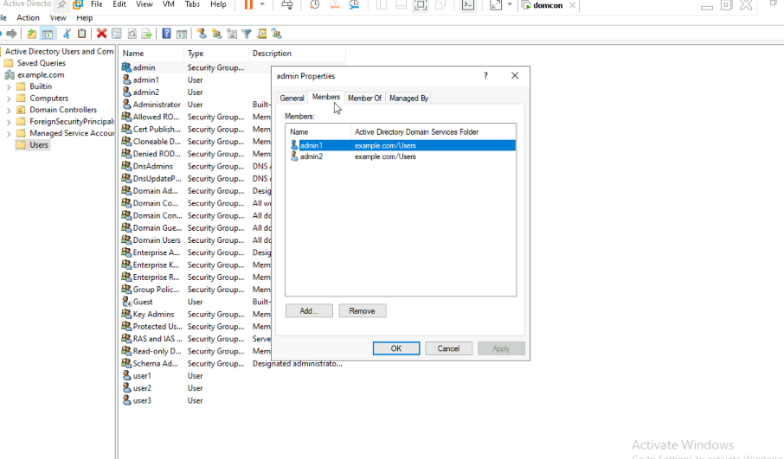 Active Directo File Edit View VM Tabs Help domcon
Action View Help
Active Directory Users and Com
Saved Queries
example.com
Builtin
Computers
Domain Controllers
ForeignSecurityPrincipals
Managed Service Accou
Users
Name Type Description
admin Security Group...
admin1 User
admin2 User
Administrator User Built-
Allowed RO... Security Group... Mem
Cert Publish... Security Group... Mem
Cloneable D... Security Group... Mem
Denied ROD... Security Group... Mem
DnsAdmins Security Group... DNS
DnsUpdateP... Security Group... DNS
Domain Ad... Security Group... Desig
Domain Co... Security Group... All w
Domain Con... Security Group... All do
Domain Gue... Security Group... All do
Domain Users Security Group... All do
Enterprise A... Security Group... Desig
Enterprise K... Security Group... Mem
Enterprise R... Security Group... Mem
Group Polic... Security Group... Mem
Guest User Built-
Key Admins Security Group... Mem
Protected Us... Security Group... Mem
RAS and IAS ... Security Group... Serve
Read-only D... Security Group... Mem
Schema Ad... Security Group... Designated administrato...
user1 User
user2 User
user3 User
admin Properties ?
General Members Member Of Managed By
Members:
Name Active Directory Domain Services Folder
admin1 example.com/Users
admin2 example.com/Users
Add... Remove
OK Cancel Apply
Activate Windows
Go to Settings to activate Windows